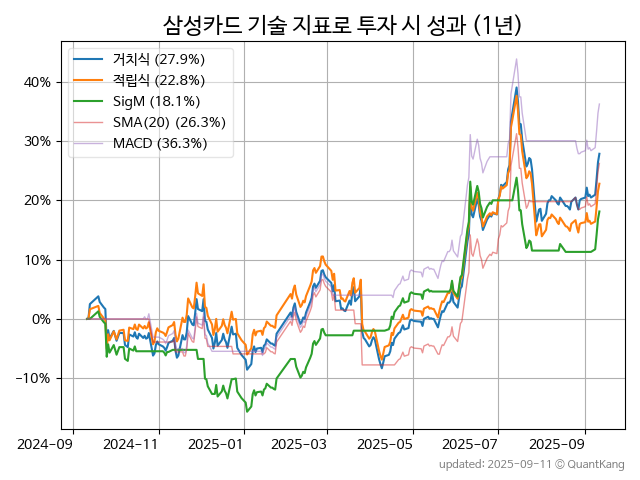 삼성카드 기술 지표로 투자 시 성과 (1년)
거치식 (27.9%)
적립식 (22.8%)
SigM (18.1%)
SMA(20) (26.3%)
MACD (36.3%)
40%
30%
20%
10%
0%
−10%
2024-09
2024-11
2025-01
2025-03
2025-05
2025-07
2025-09
updated: 2025-09-11 ⓒ QuantKang